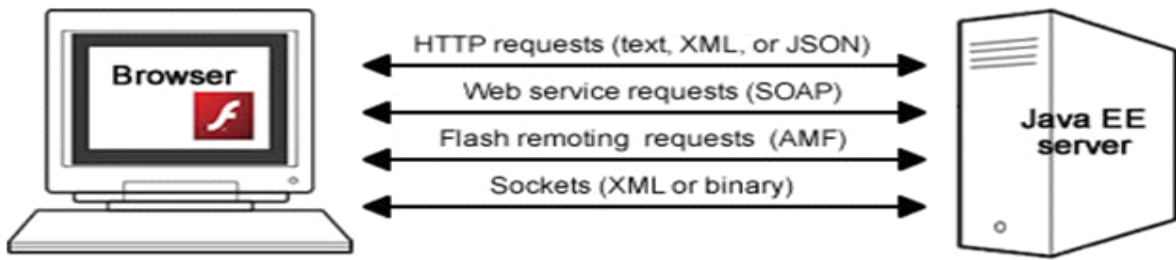 Browser
HTTP requests (text, XML, or JSON)
Web service requests (SOAP)
Flash remoting requests (AMF)
Sockets (XML or binary)
Java EE
server